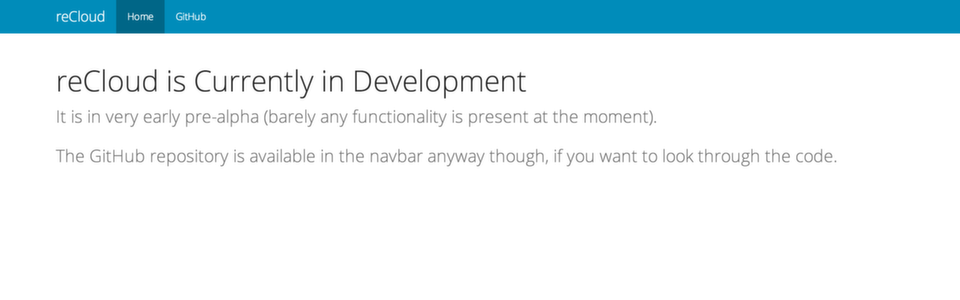 reCloud Home GitHub
reCloud is Currently in Development
It is in very early pre-alpha (barely any functionality is present at the moment).
The GitHub repository is available in the navbar anyway though, if you want to look through the code.